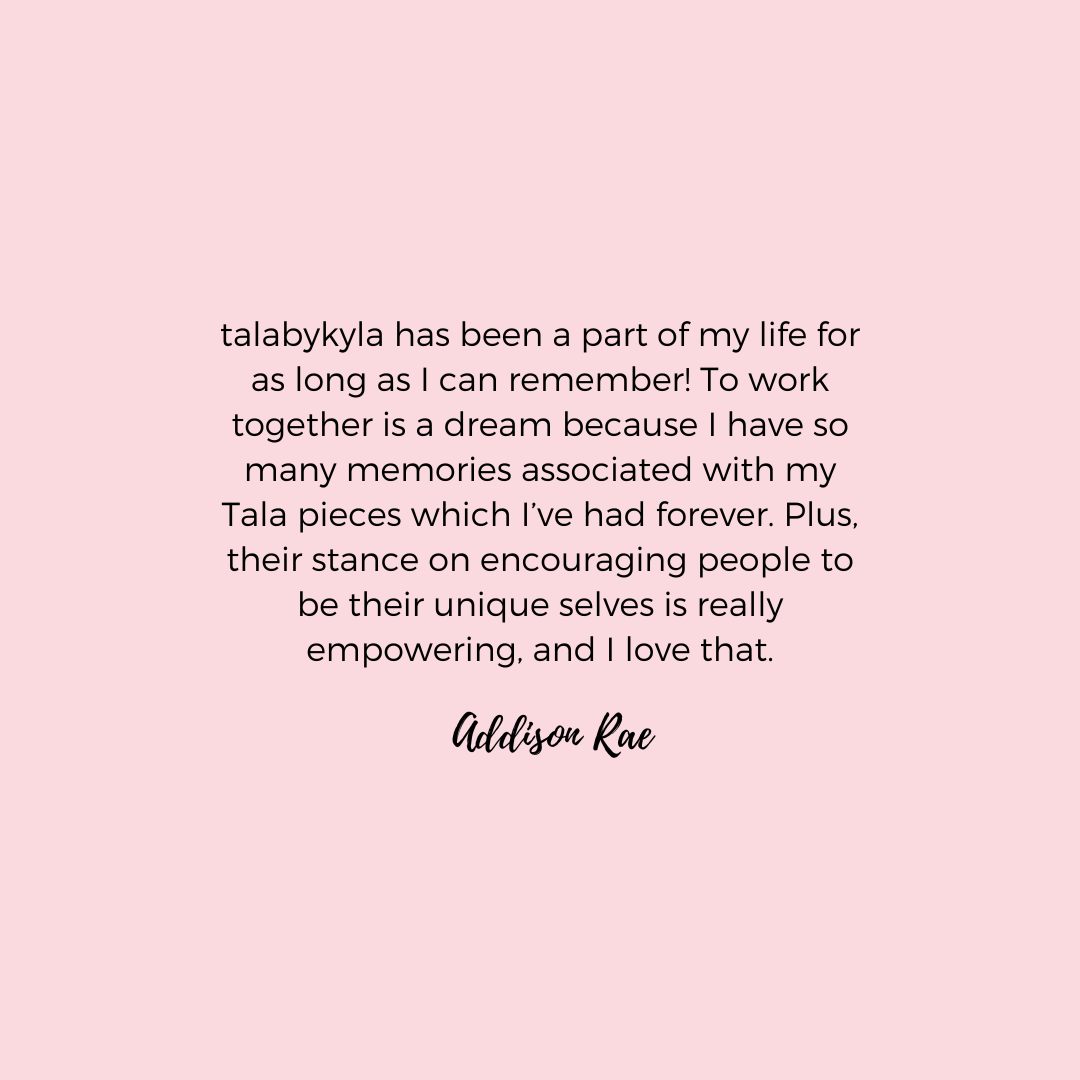 talabykyla has been a part of my life for
as long as I can remember! To work
together is a dream because I have so
many memories associated with my
Tala pieces which I’ve had forever. Plus,
their stance on encouraging people to
be their unique selves is really
empowering, and I love that.
Addison Rae